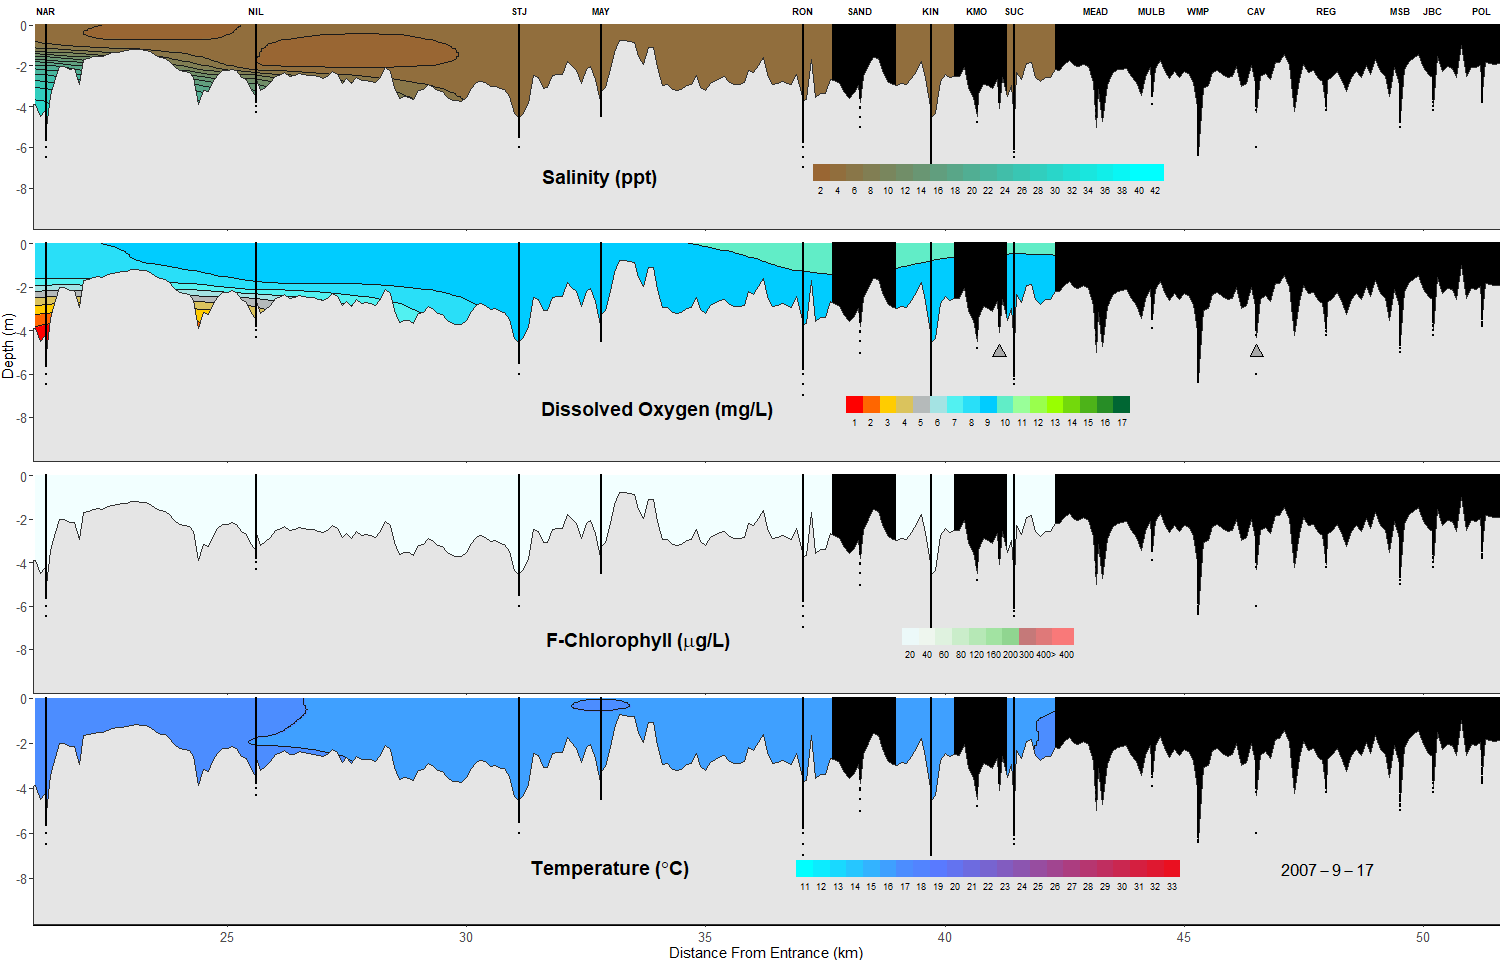 NAR NIL STJ MAY RON SAND KIN KMO SUC MEAD MULB WMP CAV REG MSB JBC POL
0
-2
-4
-6
-8
Salinity (ppt)
2 4 6 8 10 12 14 16 18 20 22 24 26 28 30 32 34 36 38 40 42
0
-2
-4
-6
-8
Depth (m)
Dissolved Oxygen (mg/L)
1 2 3 4 5 6 7 8 9 10 11 12 13 14 15 16 17
0
-2
-4
-6
-8
F-Chlorophyll (μg/L)
20 40 60 80 120 160 200 300 400> 400
0
-2
-4
-6
-8
Temperature (°C)
11 12 13 14 15 16 17 18 19 20 21 22 23 24 25 26 27 28 29 30 31 32 33
2007 – 9 – 17
25 30 35 40 45 50
Distance From Entrance (km)